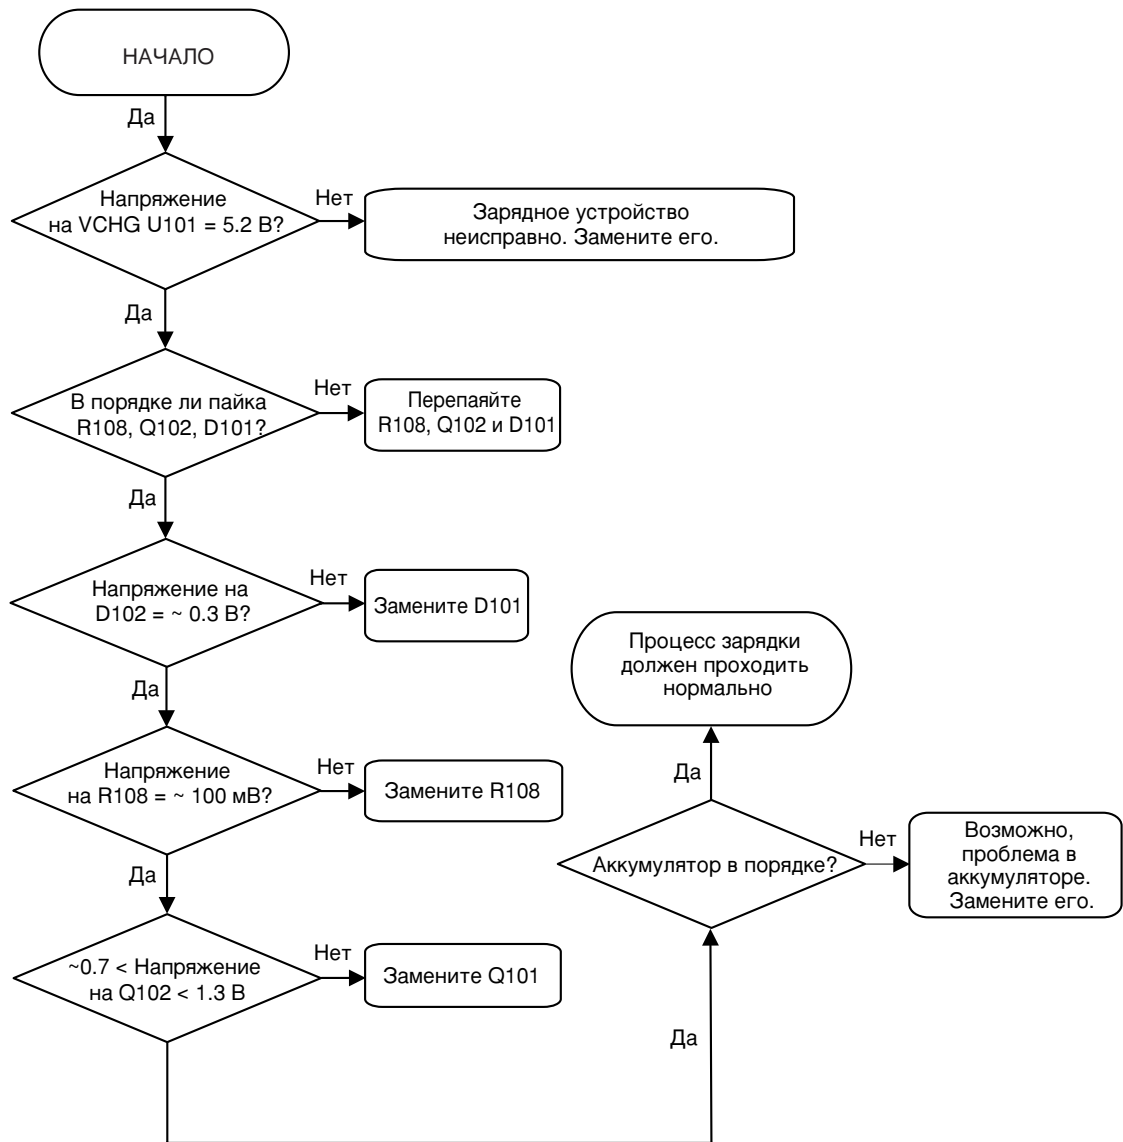 НАЧАЛО
Да
Напряжение
на VCHG U101 = 5.2 В?
Нет
Зарядное устройство
неисправно. Замените его.
Да
В порядке ли пайка
R108, Q102, D101?
Нет
Перепаяйте
R108, Q102 и D101
Да
Напряжение на
D102 = ~ 0.3 В?
Нет
Замените D101
Да
Напряжение
на R108 = ~ 100 мВ?
Нет
Замените R108
Да
~0.7 < Напряжение
на Q102 < 1.3 В
Нет
Замените Q101
Да
Аккумулятор в порядке?
Нет
Возможно,
проблема в
аккумуляторе.
Замените его.
Да
Процесс зарядки
должен проходить
нормально